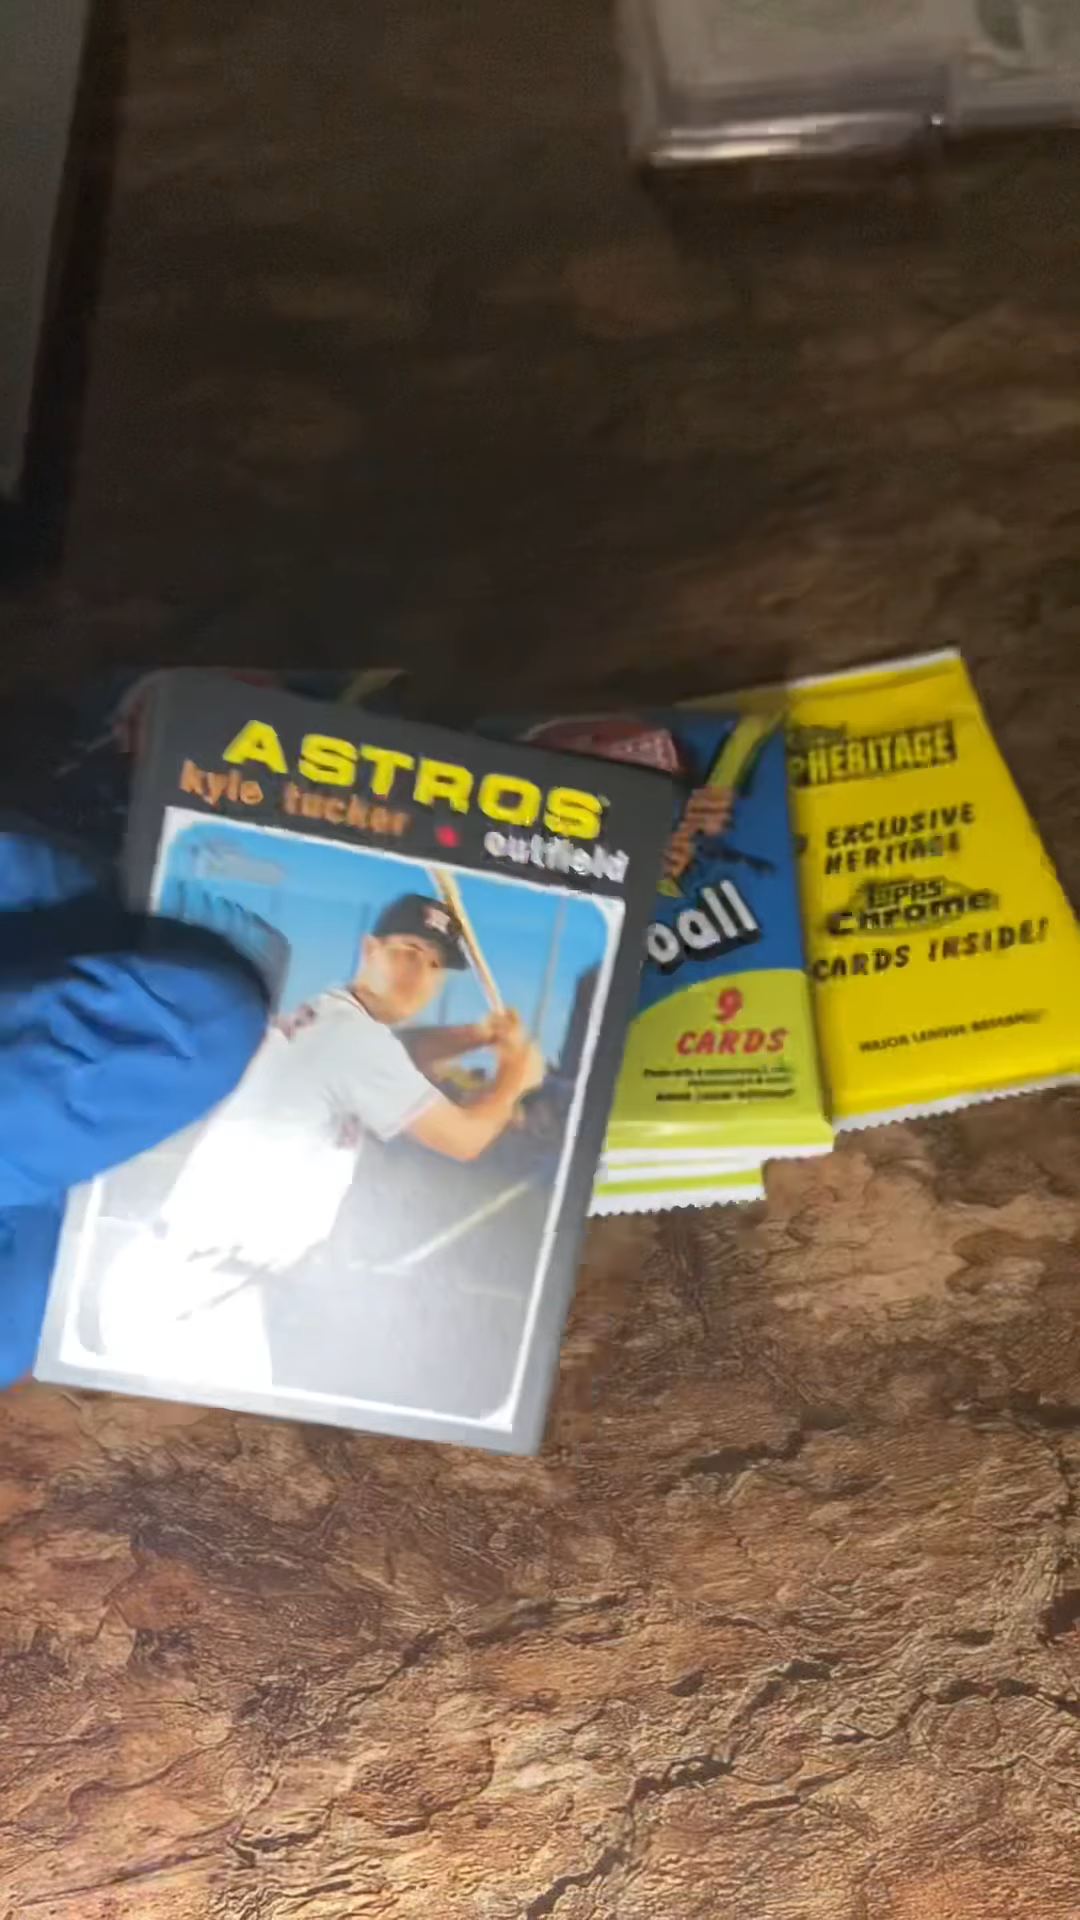 ASTROS
kyle tucker • outfield
ball
9
CARDS
HERITAGE
EXCLUSIVE
HERITAGE
Topps
Chrome
CARDS INSIDE!
MAJOR LEAGUE BASEBALL